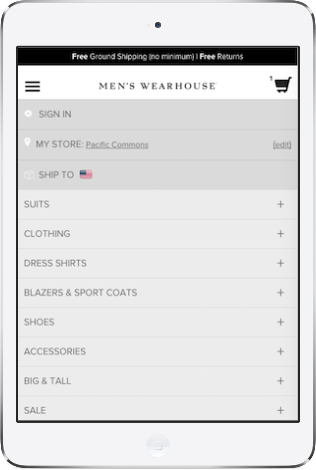 Free Ground Shipping (no minimum) | Free Returns
MEN'S WEARHOUSE
1
SIGN IN
MY STORE: Pacific Commons (edit)
SHIP TO
SUITS +
CLOTHING +
DRESS SHIRTS +
BLAZERS & SPORT COATS +
SHOES +
ACCESSORIES +
BIG & TALL +
SALE +